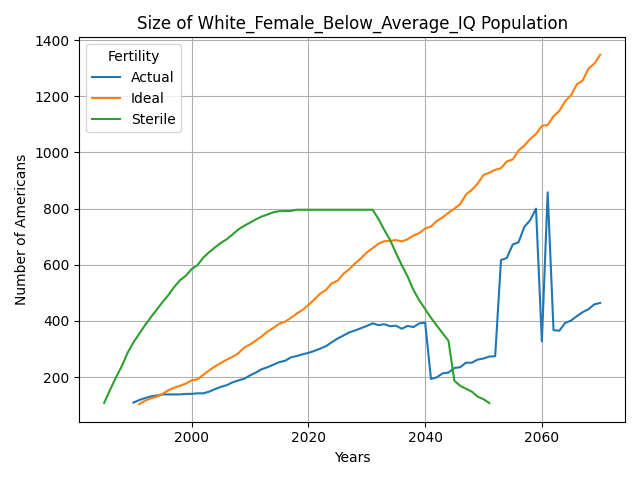 Size of White_Female_Below_Average_IQ Population
Number of Americans
1400
1200
1000
800
600
400
200
Fertility
Actual
Ideal
Sterile
2000 2020 2040 2060
Years